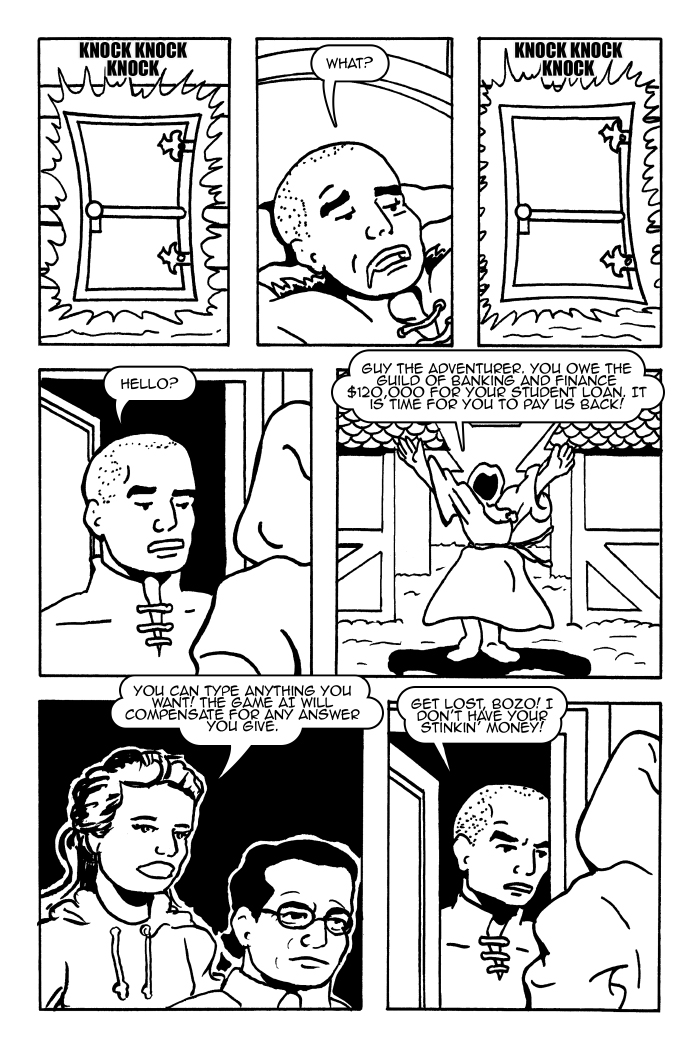 KNOCK KNOCK
KNOCK
WHAT?
KNOCK KNOCK
KNOCK
HELLO?
GUY THE ADVENTURER. YOU OWE THE
GUILD OF BANKING AND FINANCE
$120,000 FOR YOUR STUDENT LOAN. IT
IS TIME FOR YOU TO PAY US BACK!
YOU CAN TYPE ANYTHING YOU
WANT! THE GAME AI WILL
COMPENSATE FOR ANY ANSWER
YOU GIVE.
GET LOST, BOZO! I
DON'T HAVE YOUR
STINKIN' MONEY!